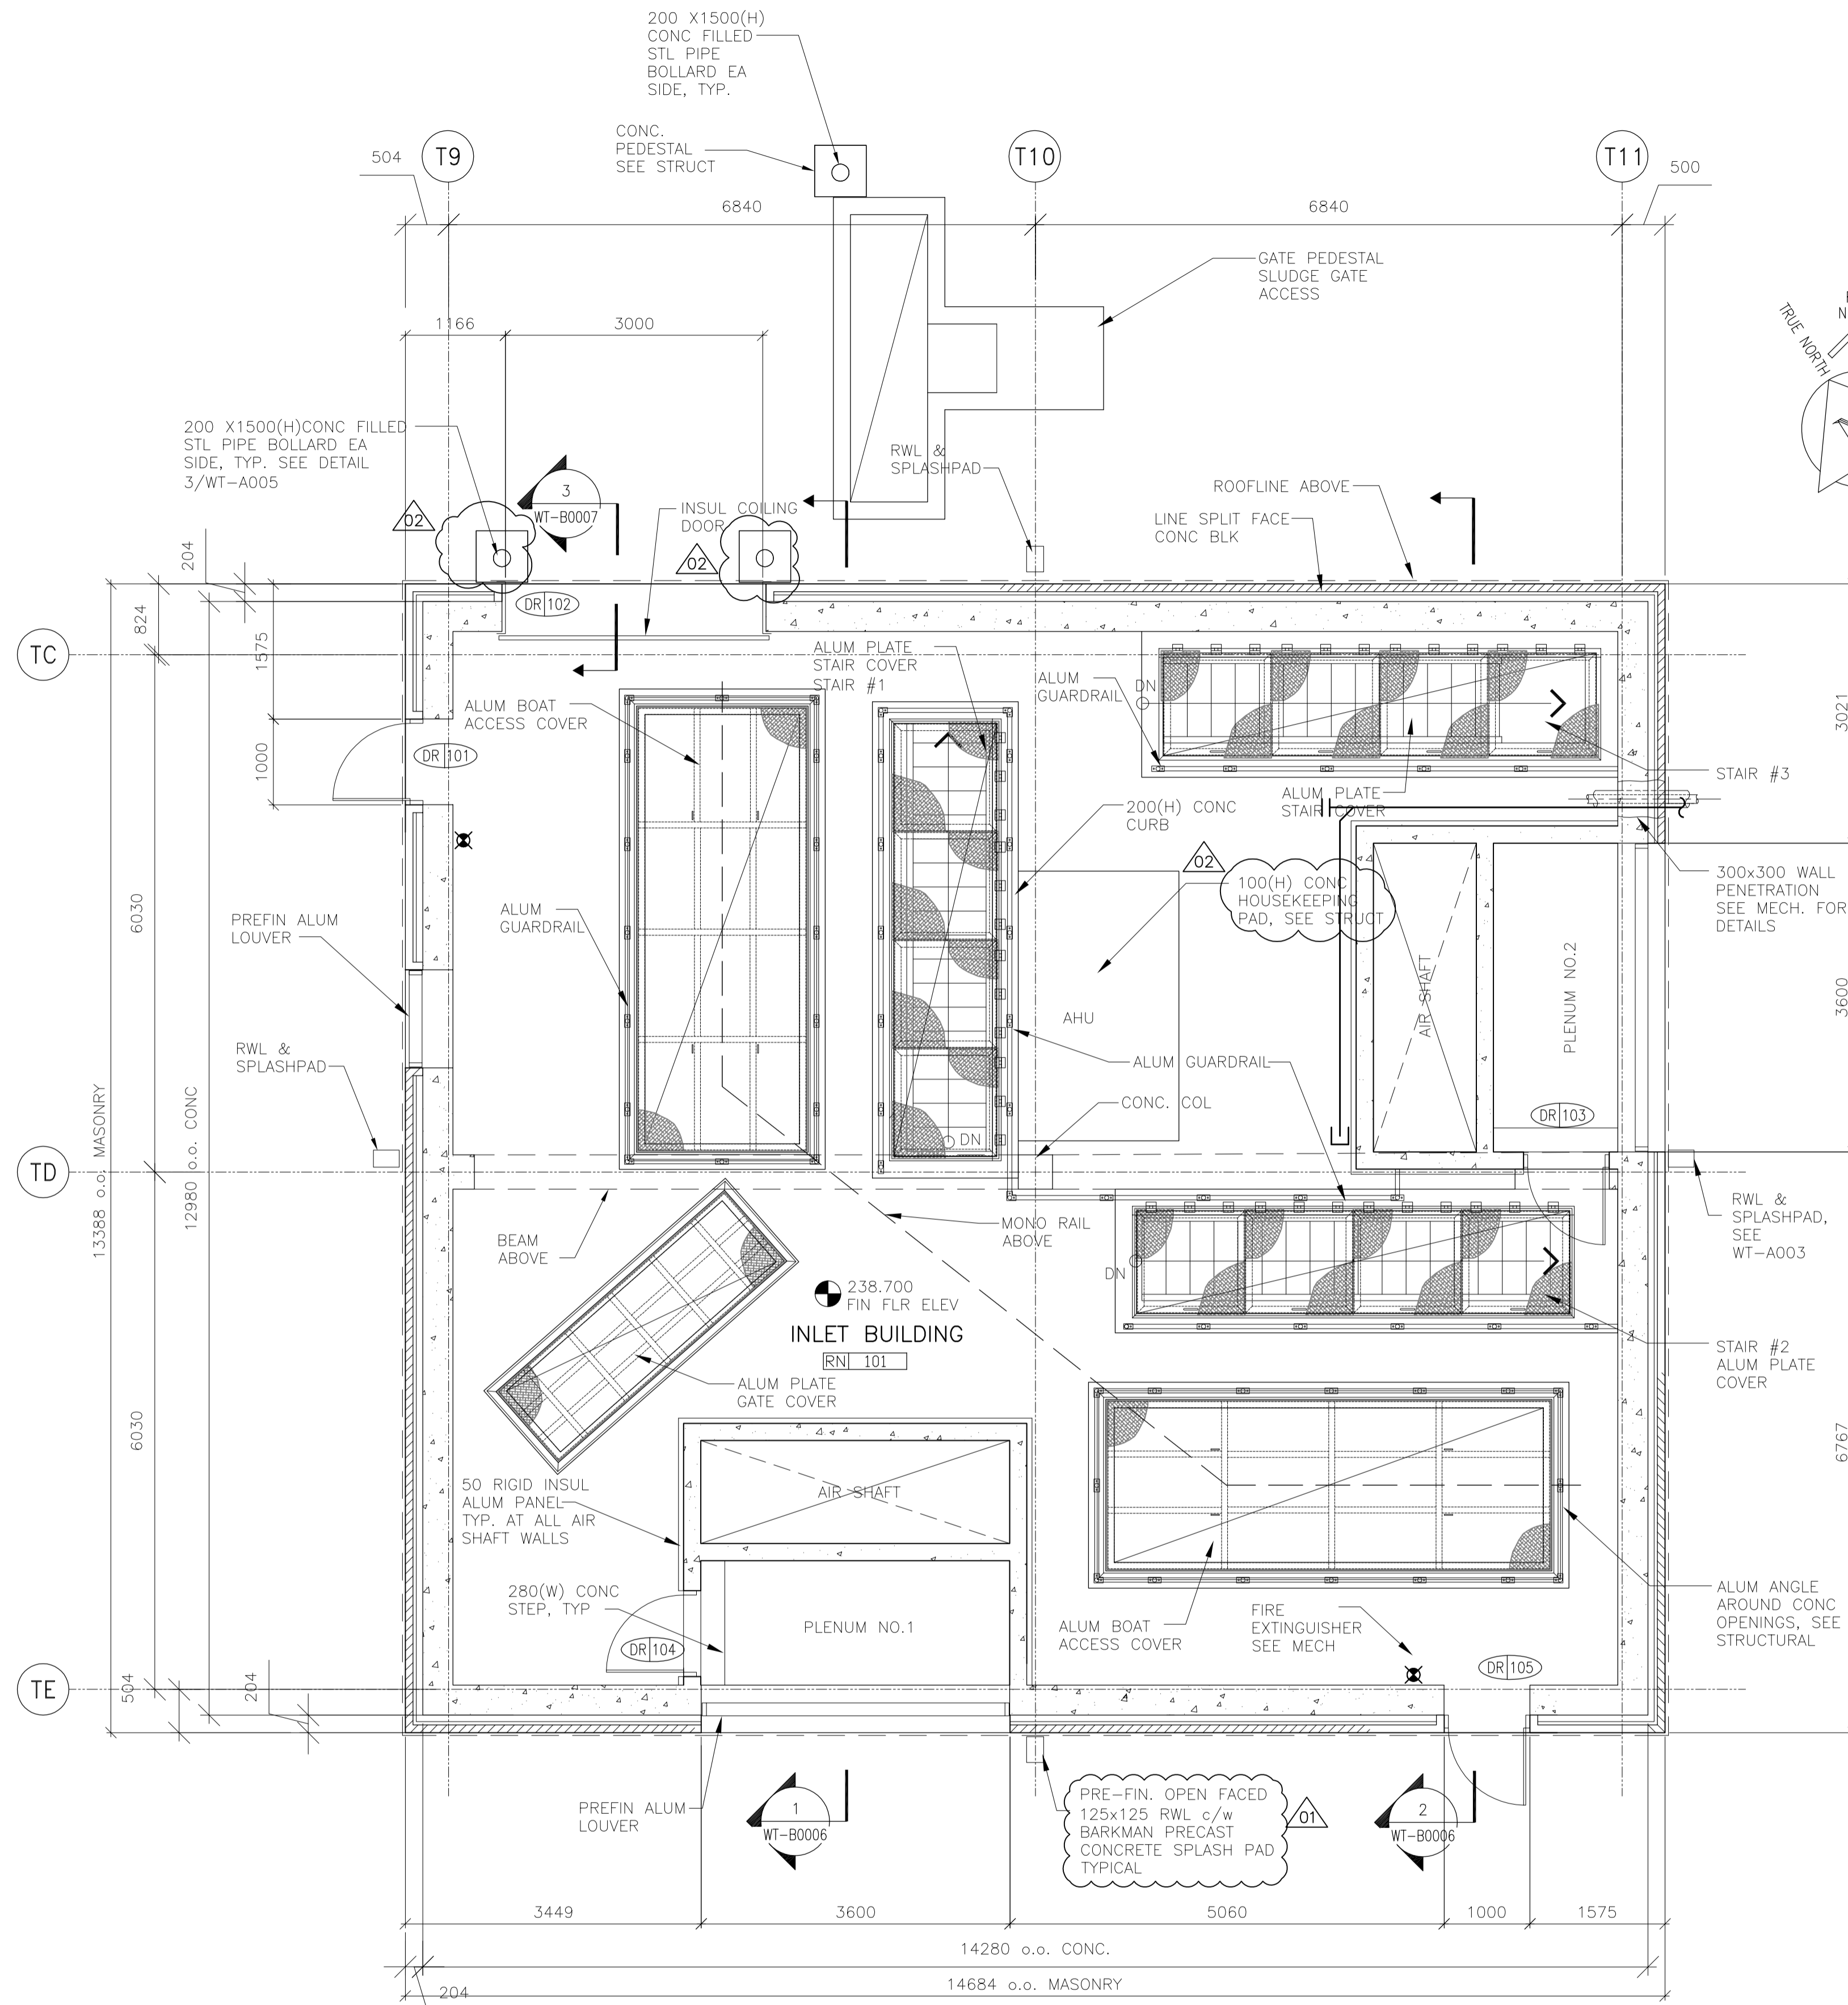 200 X1500(H)
CONC FILLED
STL PIPE
BOLLARD EA
SIDE, TYP.
CONC.
PEDESTAL
SEE STRUCT
504
T9
T10
T11
500
6840
6840
GATE PEDESTAL
SLUDGE GATE
ACCESS
TRUE NORTH
N
1166
3000
200 X1500(H)CONC FILLED
STL PIPE BOLLARD EA
SIDE, TYP. SEE DETAIL
3/WT-A005
RWL &
SPLASHPAD
ROOFLINE ABOVE
LINE SPLIT FACE
CONC BLK
3
WT-B0007
INSUL COILING
DOOR
02
02
204
824
1575
DR 102
TC
ALUM PLATE
STAIR COVER
STAIR #1
ALUM
GUARDRAIL
DN
ALUM BOAT
ACCESS COVER
3021
1000
DR 101
STAIR #3
ALUM PLATE
STAIR COVER
200(H) CONC
CURB
02
100(H) CONC
HOUSEKEEPING
PAD, SEE STRUCT
300x300 WALL
PENETRATION
SEE MECH. FOR
DETAILS
6030
PREFIN ALUM
LOUVER
ALUM
GUARDRAIL
AIR SHAFT
PLENUM NO.2
3600
AHU
RWL &
SPLASHPAD
ALUM GUARDRAIL
CONC. COL
DR 103
13388 o.o. MASONRY
12980 o.o. CONC
DN
TD
RWL &
SPLASHPAD,
SEE
WT-A003
BEAM
ABOVE
MONO RAIL
ABOVE
DN
238.700
FIN FLR ELEV
INLET BUILDING
RN 101
STAIR #2
ALUM PLATE
COVER
ALUM PLATE
GATE COVER
6030
6767
50 RIGID INSUL
ALUM PANEL
TYP. AT ALL AIR
SHAFT WALLS
AIR SHAFT
280(W) CONC
STEP, TYP
PLENUM NO.1
ALUM BOAT
ACCESS COVER
FIRE
EXTINGUISHER
SEE MECH
ALUM ANGLE
AROUND CONC
OPENINGS, SEE
STRUCTURAL
DR 104
DR 105
TE
504
204
PREFIN ALUM
LOUVER
1
WT-B0006
PRE-FIN. OPEN FACED
125x125 RWL c/w
BARKMAN PRECAST
CONCRETE SPLASH PAD
TYPICAL
01
2
WT-B0006
3449
3600
5060
1000
1575
14280 o.o. CONC.
14684 o.o. MASONRY
204